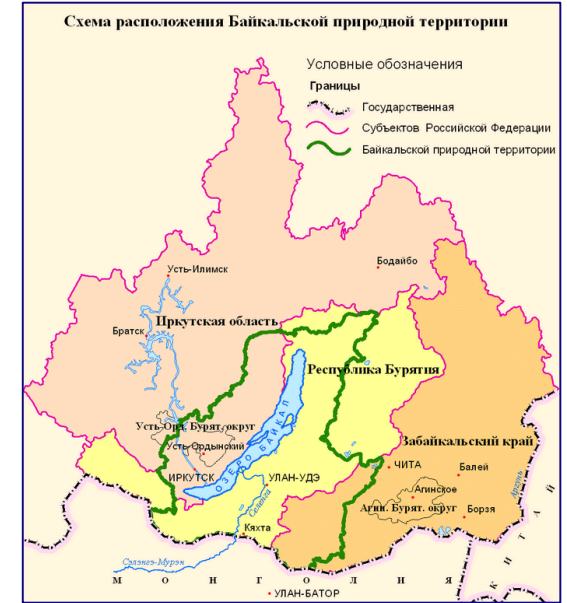 Схема расположения Байкальской природной территории
Условные обозначения
Границы
Государственная
Субъектов Российской Федерации
Байкальской природной территории
Бодайбо
Усть-Илимск
Иркутская область
Братск
Республика Бурятия
Усть-Орд. Бурят. округ
Забайкальский край
Усть-Ордынский
ОЗЕРО БАЙКАЛ
ИРКУТСК
УЛАН-УДЭ
ЧИТА
Балей
Аргунь
Агинское
Селенга
Агин. Бурят. округ
Борзя
Кяхта
Сэлэнгэ-Мурэн
МОНГОЛИЯ
КИТАЙ
УЛАН-БАТОР